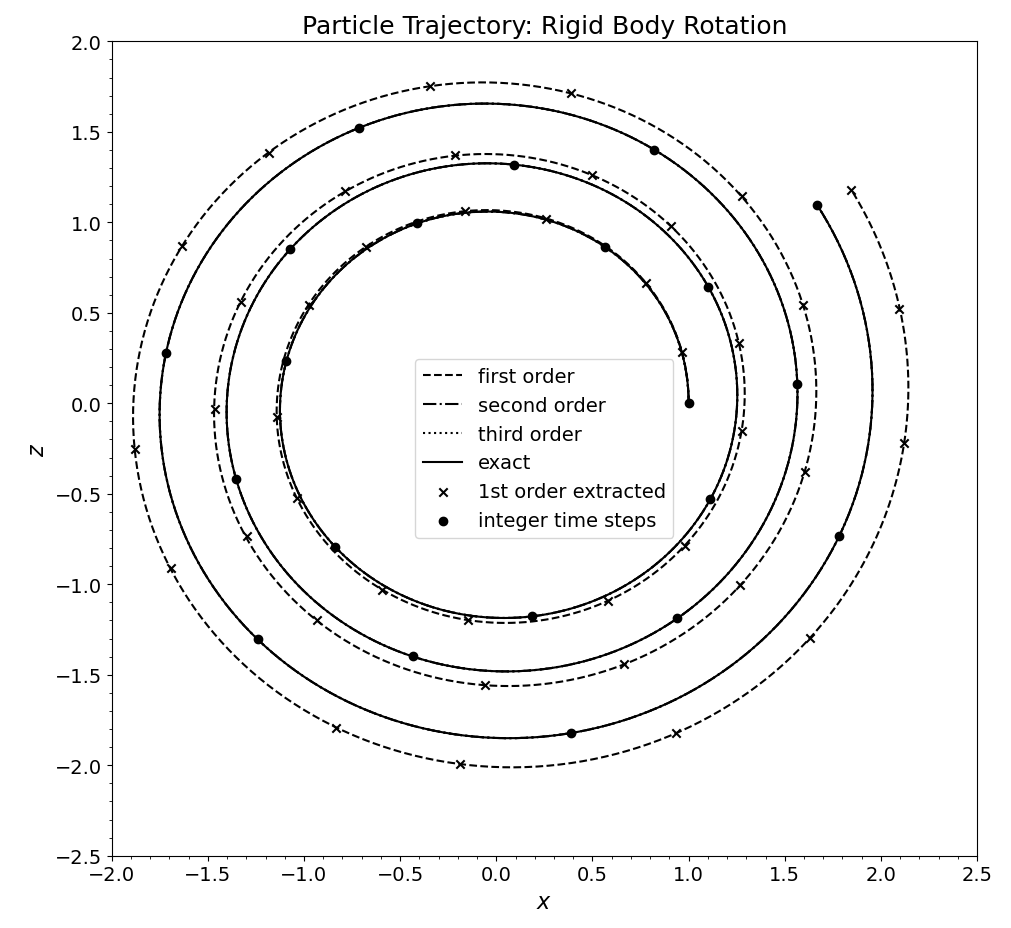 Particle Trajectory: Rigid Body Rotation
2.0
1.5
1.0
0.5
0.0
−0.5
−1.0
−1.5
−2.0
−2.5
z
first order
second order
third order
exact
1st order extracted
integer time steps
−2.0 −1.5 −1.0 −0.5 0.0 0.5 1.0 1.5 2.0 2.5
x